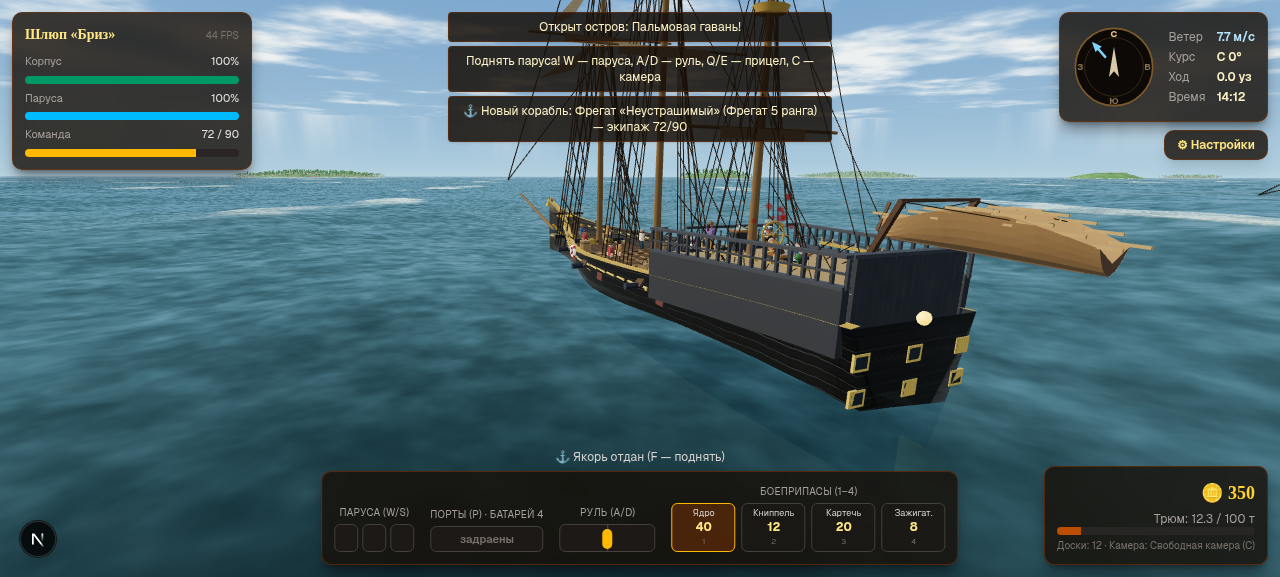 Шлюп «Бриз»
44 FPS
Корпус 100%
Паруса 100%
Команда 72 / 90
Открыт остров: Пальмовая гавань!
Поднять паруса! W — паруса, A/D — руль, Q/E — прицел, C —
камера
⚓ Новый корабль: Фрегат «Неустрашимый» (Фрегат 5 ранга)
— экипаж 72/90
С
З
В
Ю
Ветер 7.7 м/с
Курс С 0°
Ход 0.0 уз
Время 14:12
⚙ Настройки
⚓ Якорь отдан (F — поднять)
ПАРУСА (W/S)
ПОРТЫ (P) · БАТАРЕЙ 4
задраены
РУЛЬ (A/D)
БОЕПРИПАСЫ (1–4)
Ядро
40
1
Книппель
12
2
Картечь
20
3
Зажигат.
8
4
350
Трюм: 12.3 / 100 т
Доски: 12 · Камера: Свободная камера (C)
N